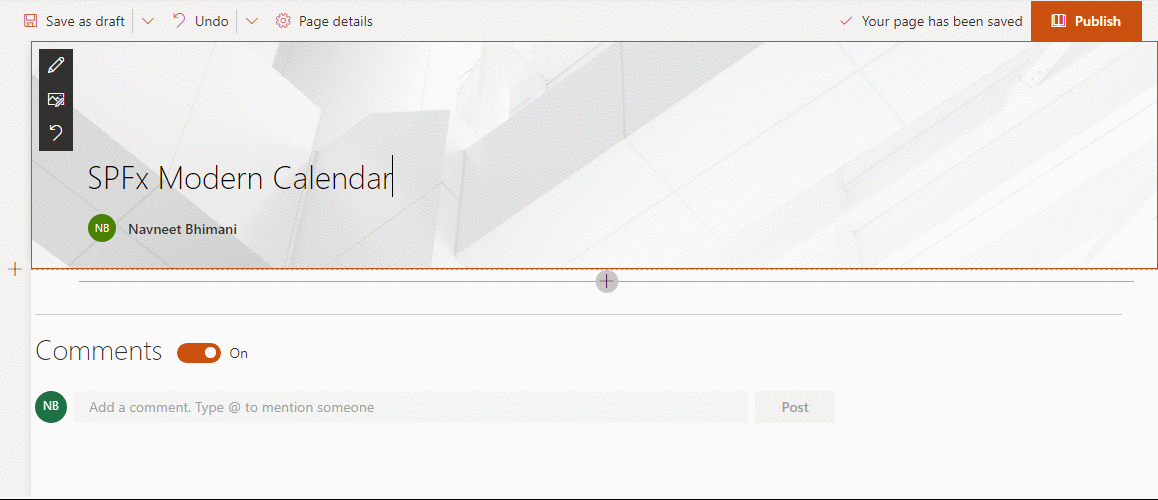 Save as draft Undo Page details Your page has been saved Publish
SPFx Modern Calendar
NB Navneet Bhimani
Comments On
NB Add a comment. Type @ to mention someone Post